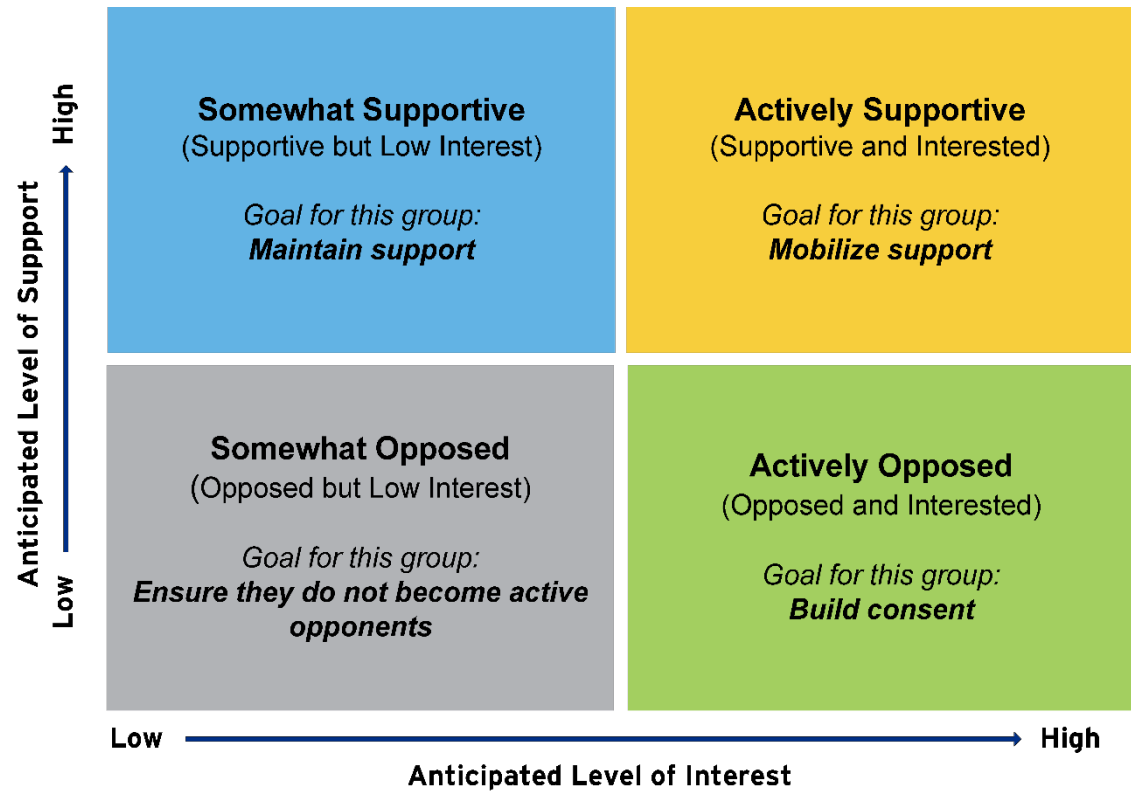 High
Anticipated Level of Suppport
Low
Somewhat Supportive
(Supportive but Low Interest)
Goal for this group:
Maintain support
Actively Supportive
(Supportive and Interested)
Goal for this group:
Mobilize support
Somewhat Opposed
(Opposed but Low Interest)
Goal for this group:
Ensure they do not become active
opponents
Actively Opposed
(Opposed and Interested)
Goal for this group:
Build consent
Low
High
Anticipated Level of Interest